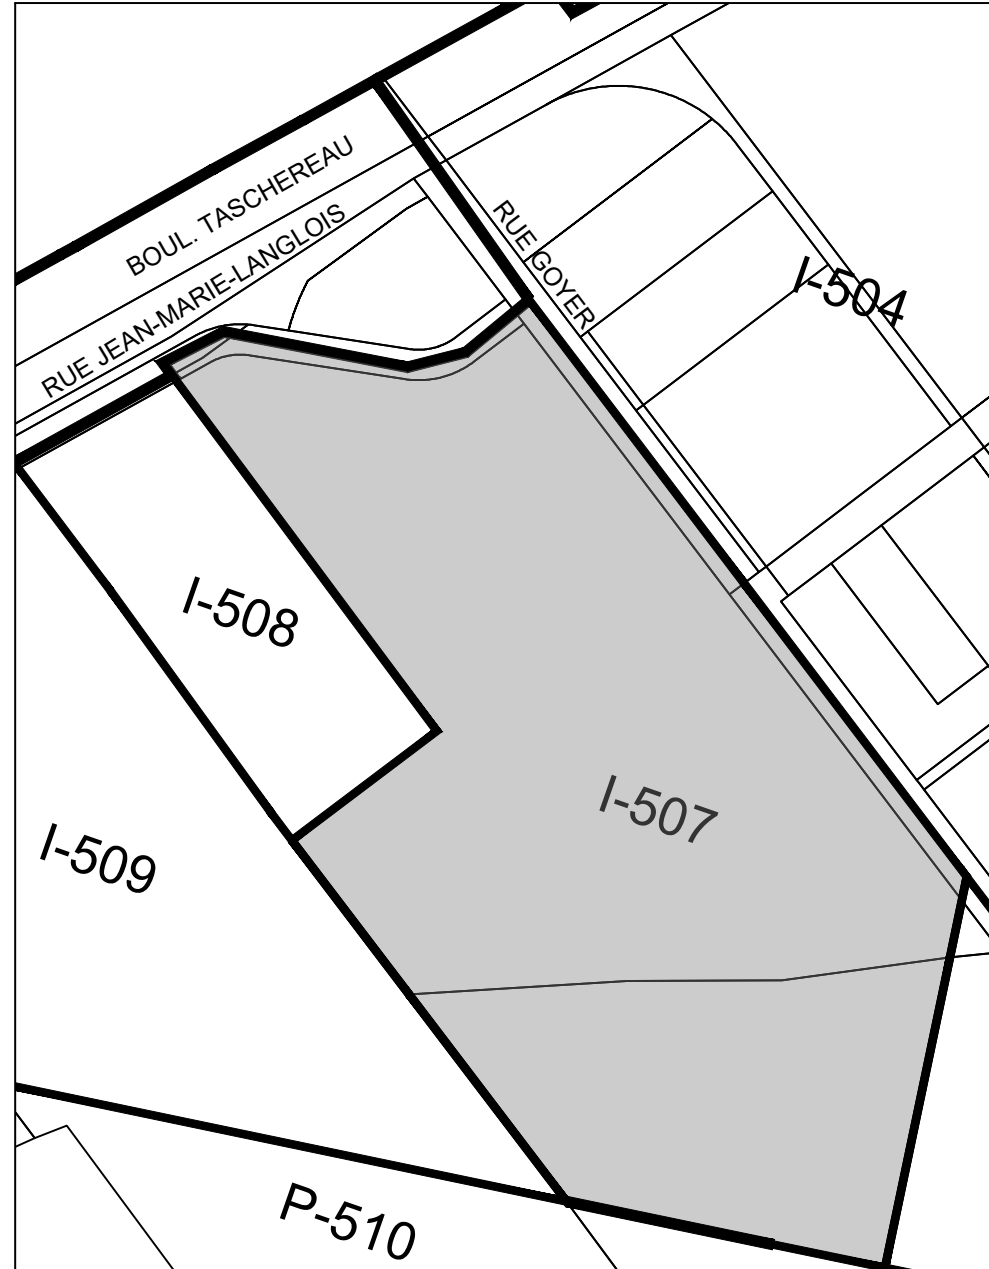 BOUL. TASCHEREAU
RUE JEAN-MARIE-LANGLOIS
RUE GOYER
I-504
I-508
I-507
I-509
P-510